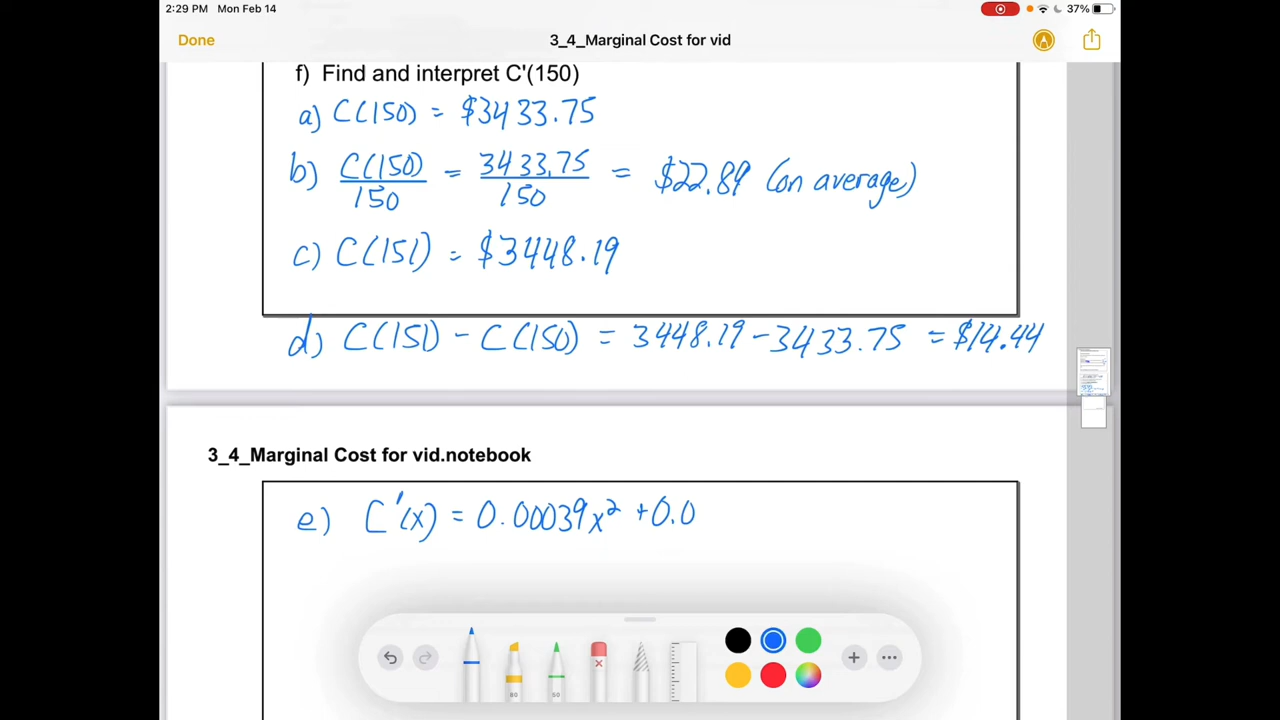 2:29 PM Mon Feb 14
37%
Done
3_4_Marginal Cost for vid
f) Find and interpret C'(150)
a) C(150) = $3433.75
b) C(150)/150 = 3433.75/150 = $22.89 (on average)
c) C(151) = $3448.19
d) C(151) - C(150) = 3448.19 - 3433.75 = $14.44
3_4_Marginal Cost for vid.notebook
e) C'(x) = 0.00039x² + 0.0
80
50